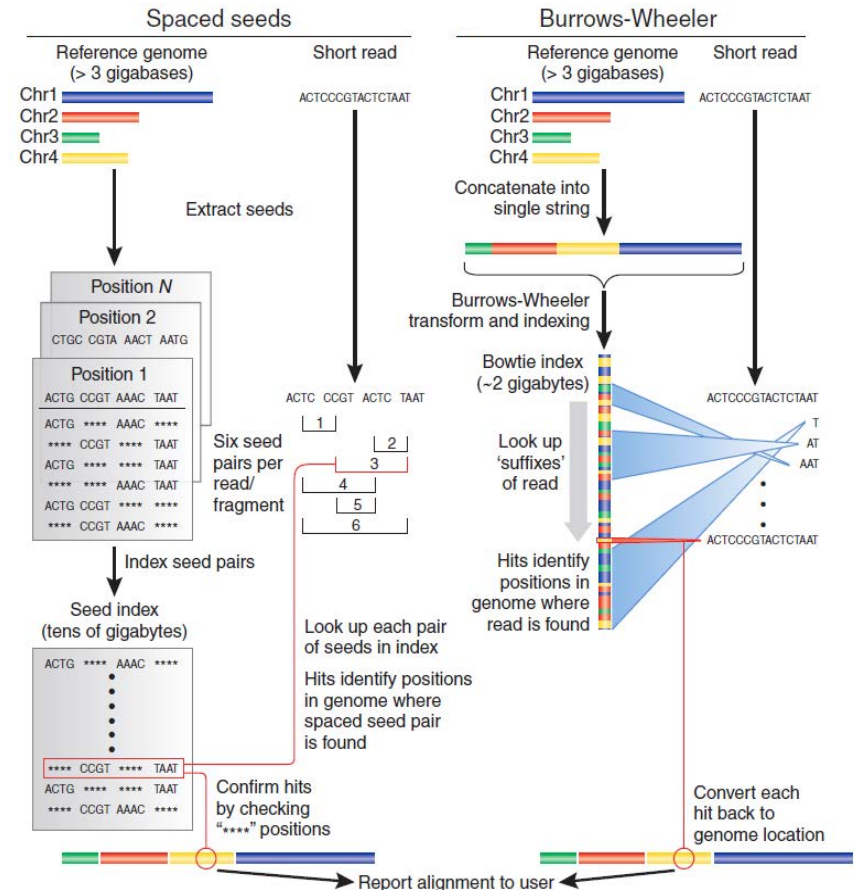 Spaced seeds
Reference genome
(> 3 gigabases)
Short read
Chr1
Chr2
Chr3
Chr4
ACTCCCGTACTCTAAT
Extract seeds
Position N
Position 2
CTGC CGTA AACT AATG
Position 1
ACTG CCGT AAAC TAAT
ACTG **** AAAC ****
**** CCGT **** TAAT
ACTG **** **** TAAT
**** **** AAAC TAAT
ACTG CCGT **** ****
**** CCGT AAAC ****
Six seed
pairs per
read/
fragment
ACTC CCGT ACTC TAAT
1
2
3
4
5
6
Index seed pairs
Seed index
(tens of gigabytes)
ACTG **** AAAC ****
**** CCGT **** TAAT
ACTG **** **** TAAT
**** CCGT AAAC ****
Look up each pair
of seeds in index
Hits identify positions
in genome where
spaced seed pair
is found
Confirm hits
by checking
"****" positions
Burrows-Wheeler
Reference genome
(> 3 gigabases)
Short read
Chr1
Chr2
Chr3
Chr4
ACTCCCGTACTCTAAT
Concatenate into
single string
Burrows-Wheeler
transform and indexing
Bowtie index
(~2 gigabytes)
ACTCCCGTACTCTAAT
T
AT
AAT
Look up
'suffixes'
of read
ACTCCCGTACTCTAAT
Hits identify
positions in
genome where
read is found
Convert each
hit back to
genome location
Report alignment to user